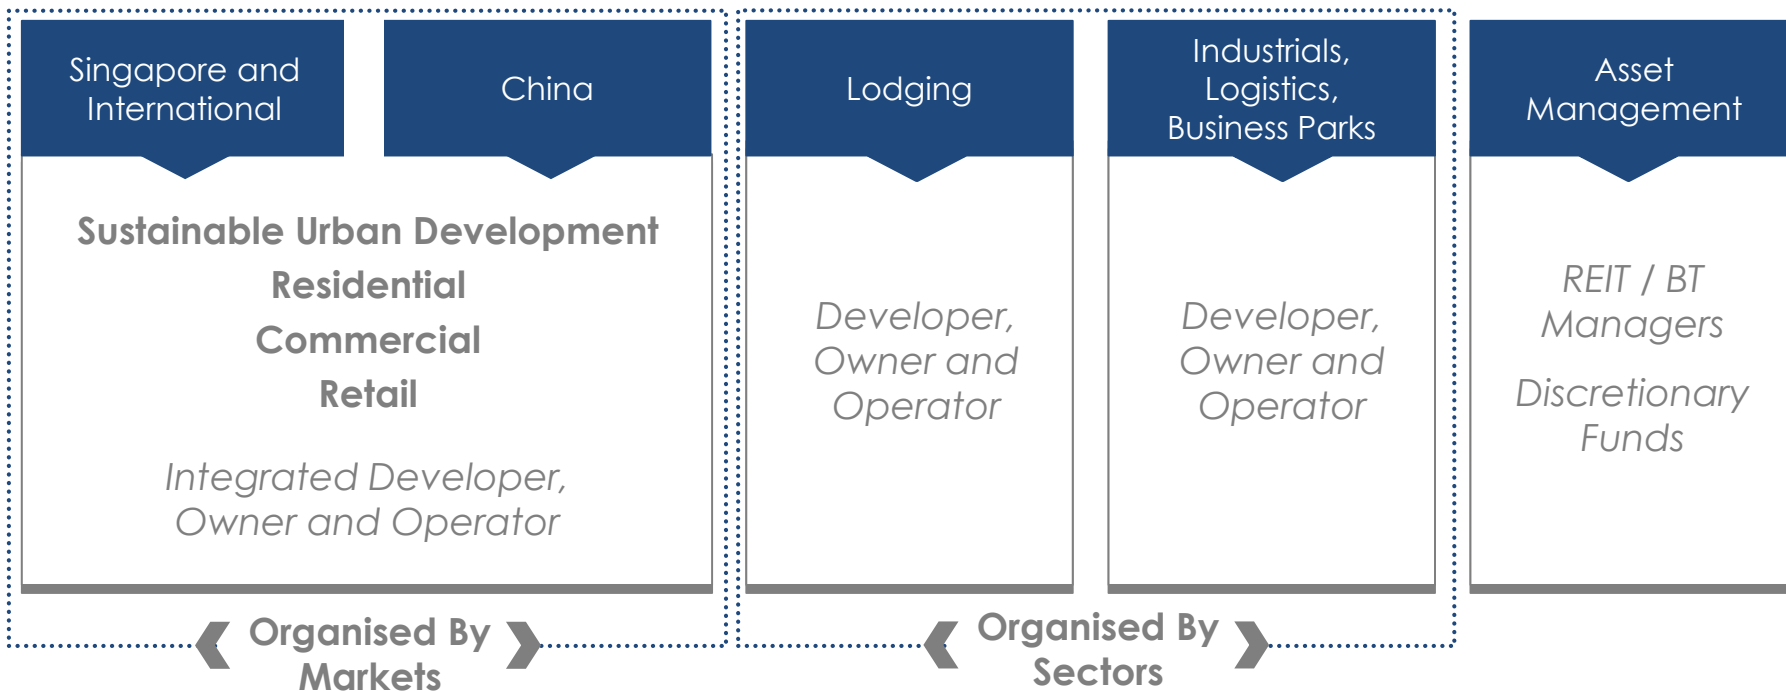 Singapore and
International
China
Lodging
Industrials,
Logistics,
Business Parks
Asset
Management
Sustainable Urban Development
Residential
Commercial
Retail
Integrated Developer,
Owner and Operator
Developer,
Owner and
Operator
Developer,
Owner and
Operator
REIT / BT
Managers
Discretionary
Funds
Organised By
Markets
Organised By
Sectors